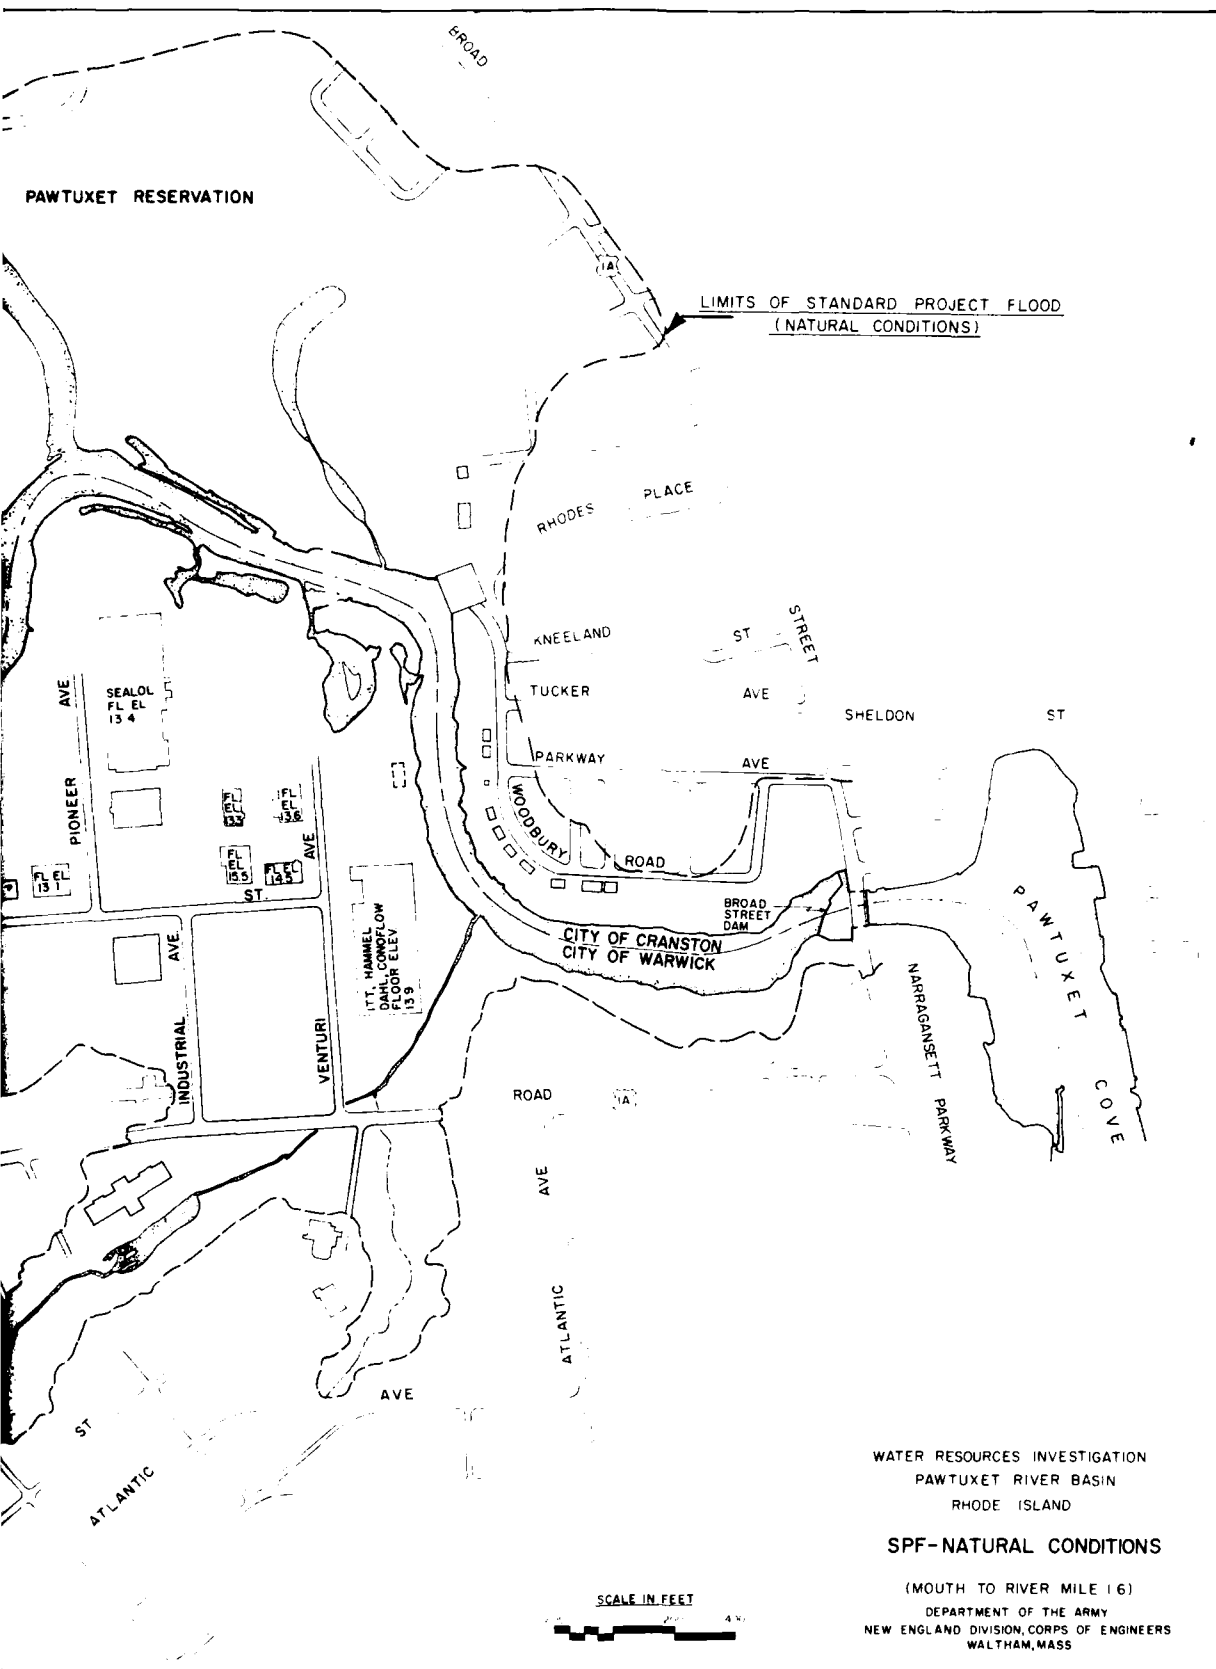 BROAD
PAWTUXET RESERVATION
1A
LIMITS OF STANDARD PROJECT FLOOD
(NATURAL CONDITIONS)
RHODES PLACE
KNEELAND ST
STREET
TUCKER AVE
SHELDON ST
PARKWAY AVE
WOODBURY ROAD
SEALOL
FL EL
13 4
PIONEER AVE
FL
EL
13.3
FL
EL
13.6
FL
EL
15.5
FL EL
14.5
FL EL
13 1
ST.
AVE
AVE
INDUSTRIAL
VENTURI
ITT, HAMMEL
DAHL, CONOFLOW
FLOOR ELEV
13 9
BROAD
STREET
DAM
CITY OF CRANSTON
CITY OF WARWICK
PAWTUXET COVE
NARRAGANSETT PARKWAY
ROAD
1A
AVE
ATLANTIC
AVE
ST
ATLANTIC
WATER RESOURCES INVESTIGATION
PAWTUXET RIVER BASIN
RHODE ISLAND
SPF-NATURAL CONDITIONS
(MOUTH TO RIVER MILE 1 6)
DEPARTMENT OF THE ARMY
NEW ENGLAND DIVISION, CORPS OF ENGINEERS
WALTHAM, MASS
SCALE IN FEET